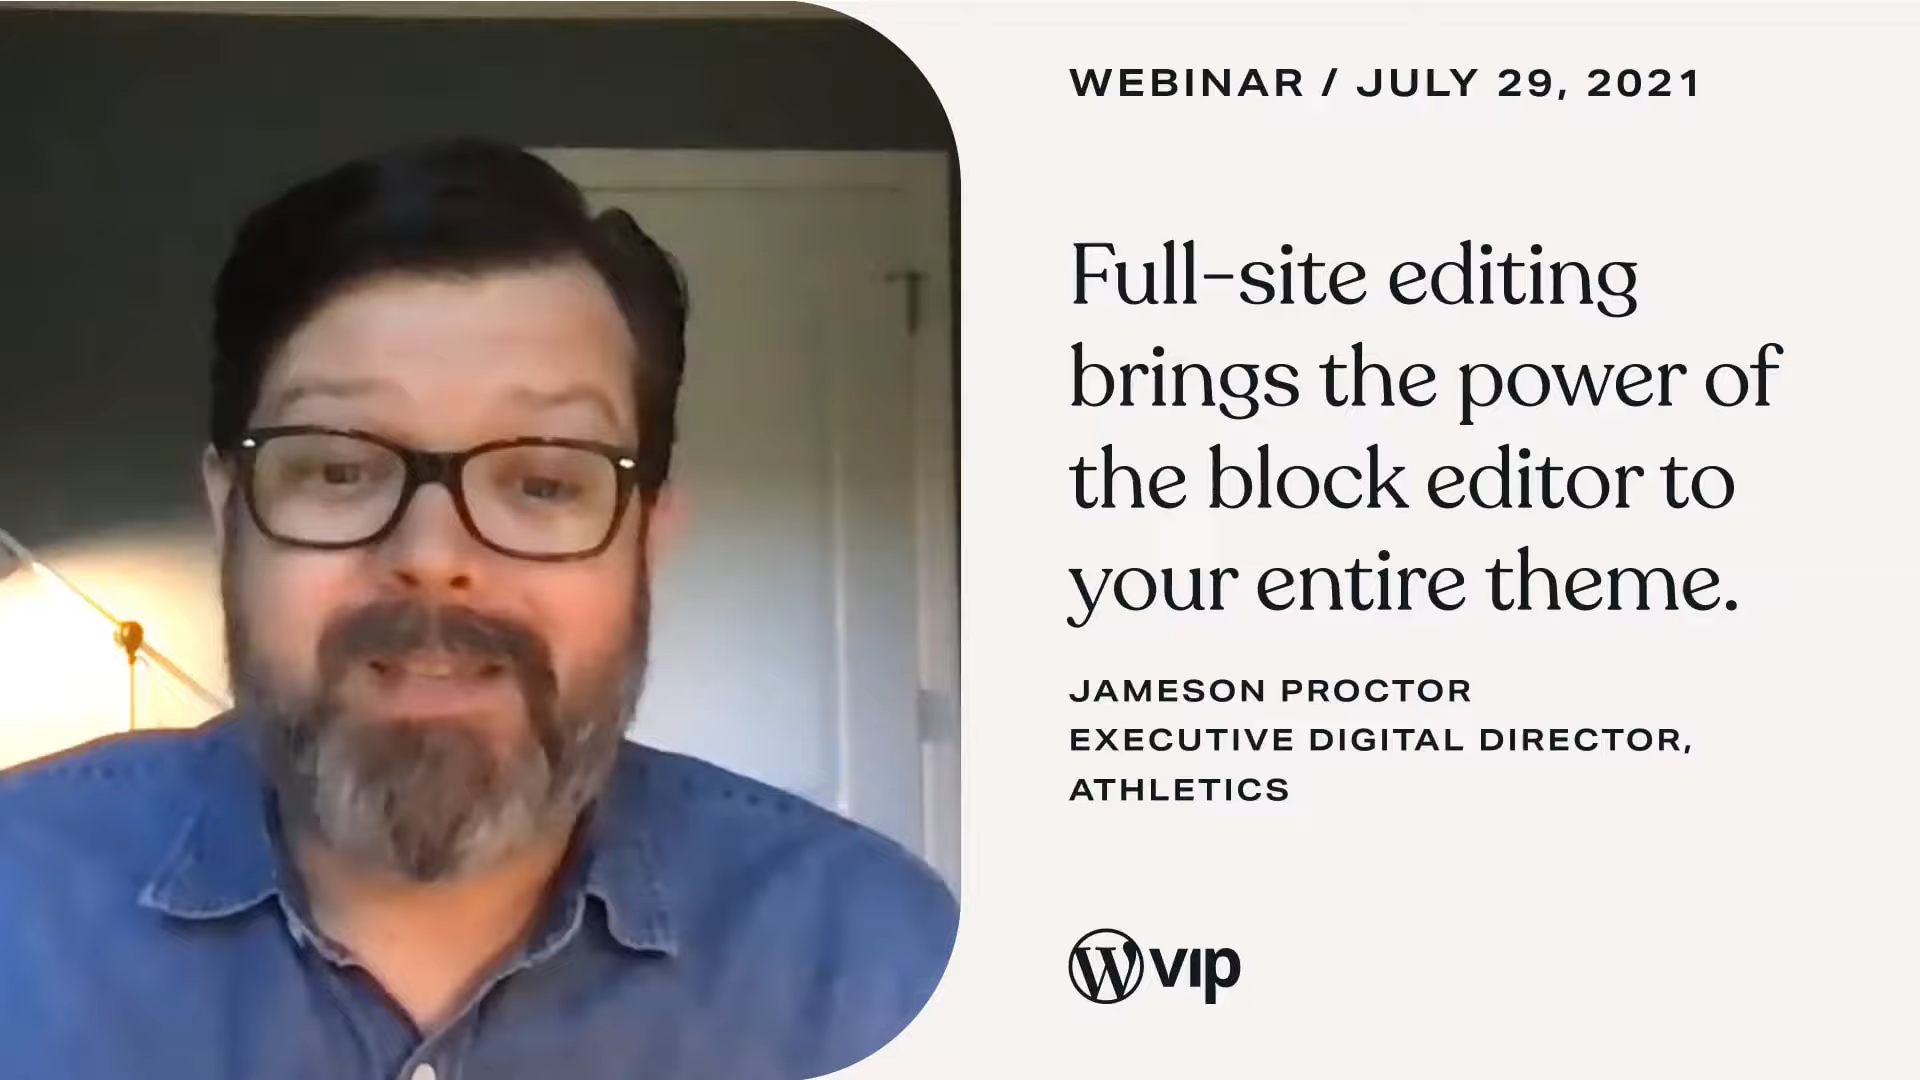 WEBINAR / JULY 29, 2021
Full-site editing
brings the power of
the block editor to
your entire theme.
JAMESON PROCTOR
EXECUTIVE DIGITAL DIRECTOR,
ATHLETICS
W vip